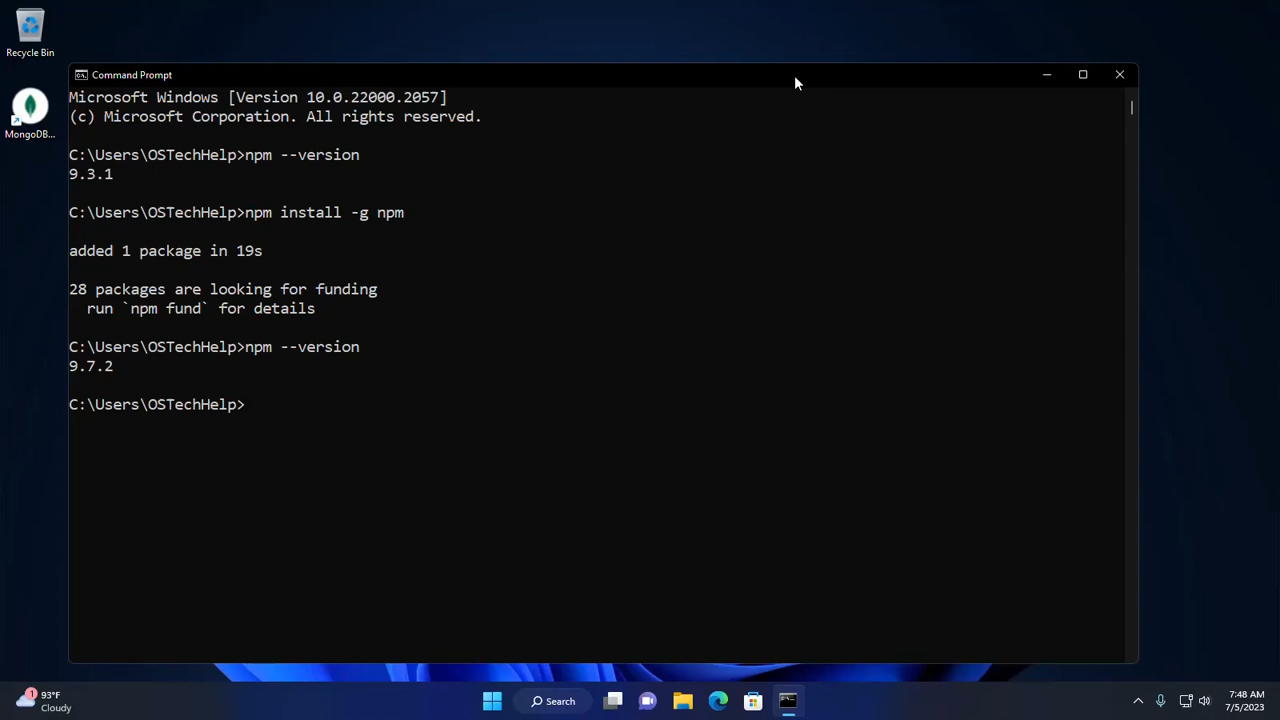 Recycle Bin
MongoDB...
Command Prompt
Microsoft Windows [Version 10.0.22000.2057]
(c) Microsoft Corporation. All rights reserved.
C:\Users\OSTechHelp>npm --version
9.3.1
C:\Users\OSTechHelp>npm install -g npm
added 1 package in 19s
28 packages are looking for funding
run `npm fund` for details
C:\Users\OSTechHelp>npm --version
9.7.2
C:\Users\OSTechHelp>
1
93°F
Cloudy
Search
7:48 AM
7/5/2023